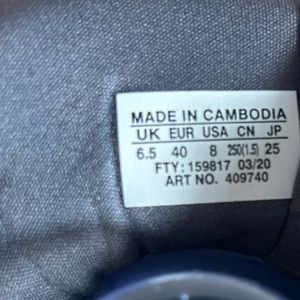 MADE IN CAMBODIA
UK EUR USA CN JP
6.5 40 8 250(1.5) 25
FTY: 159817 03/20
ART NO. 409740